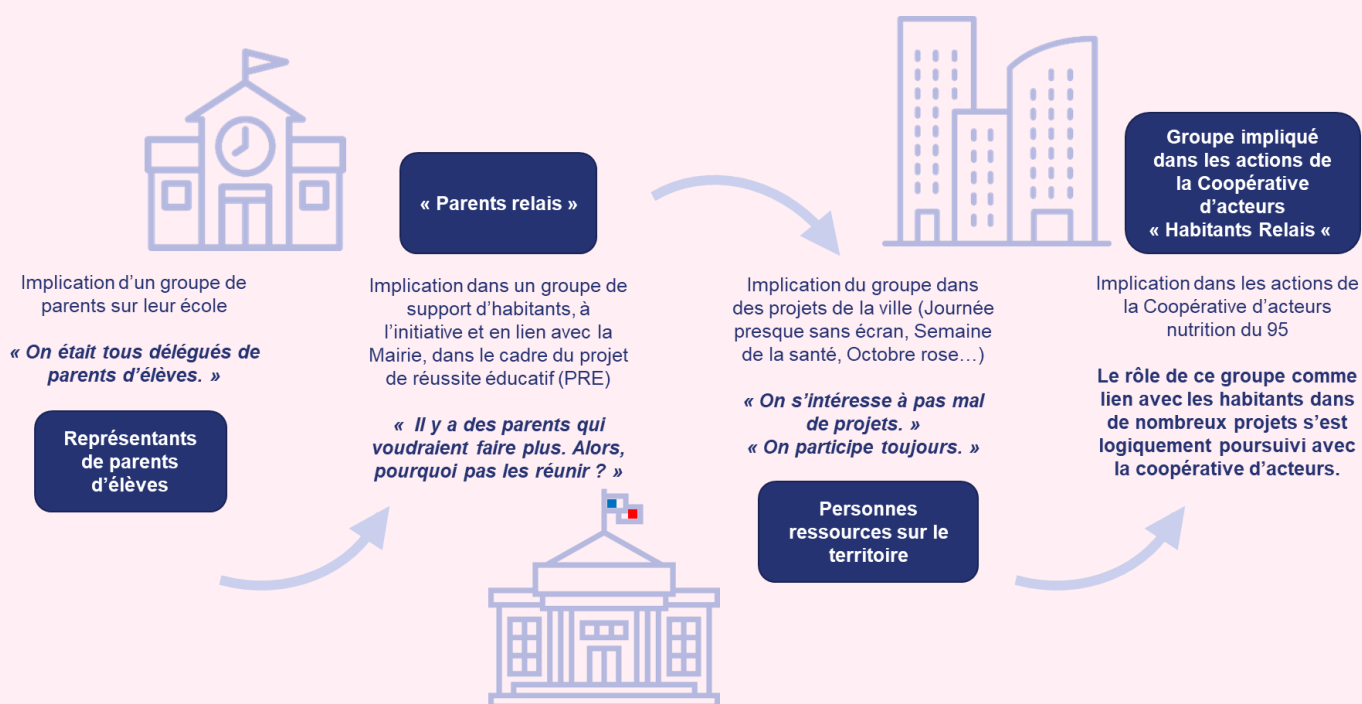 Implication d'un groupe de
parents sur leur école
« On était tous délégués de
parents d'élèves. »
Représentants
de parents
d'élèves
« Parents relais »
Implication dans un groupe de
support d'habitants, à
l'initiative et en lien avec la
Mairie, dans le cadre du projet
de réussite éducatif (PRE)
« Il y a des parents qui
voudraient faire plus. Alors,
pourquoi pas les réunir ? »
Implication du groupe dans
des projets de la ville (Journée
presque sans écran, Semaine
de la santé, Octobre rose…)
« On s'intéresse à pas mal
de projets. »
« On participe toujours. »
Personnes
ressources sur le
territoire
Groupe impliqué
dans les actions de
la Coopérative
d'acteurs
« Habitants Relais «
Implication dans les actions de
la Coopérative d'acteurs
nutrition du 95
Le rôle de ce groupe comme
lien avec les habitants dans
de nombreux projets s'est
logiquement poursuivi avec
la coopérative d'acteurs.